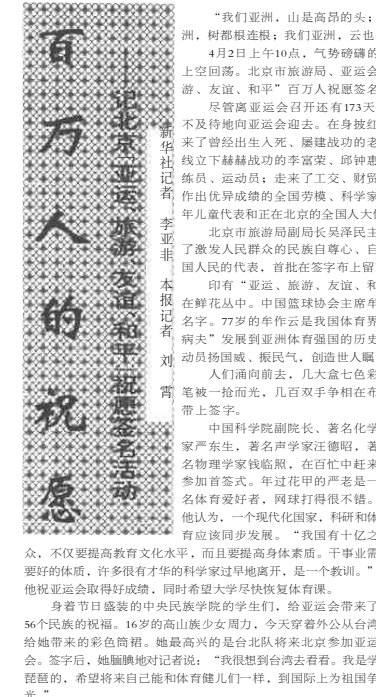 百万人的祝愿
——记北京“亚运、旅游、友谊、和平”祝愿签名活动
新华社记者 李亚非 本报记者 刘霄
“我们亚洲，山是高昂的头；
洲，树都根连根；我们亚洲，云也
4月2日上午10点，气势磅礴的
上空回荡。北京市旅游局、亚运会
游、友谊、和平”百万人祝愿签名
尽管离亚运会召开还有173天
不及待地向亚运会迎去。在身披红
来了曾经出生入死、屡建战功的老
线立下赫赫战功的李富荣、邱钟惠
练员、运动员；走来了工交、财贸
作出优异成绩的全国劳模、科学家
年儿童代表和正在北京的全国人大代
北京市旅游局副局长吴泽民主
了激发人民群众的民族自尊心、自
国人民的代表，首批在签字布上留
印有“亚运、旅游、友谊、和
在鲜花丛中。中国篮球协会主席牟
名字。77岁的牟作云是我国体育界
病夫”发展到亚洲体育强国的历史
动员扬国威、振民气，创造世人瞩
人们涌向前去，几大盒七色彩
笔被一抢而光，几百双手争相在布
带上签字。
中国科学院副院长、著名化学
家严东生，著名声学家汪德昭，著
名物理学家钱临照，在百忙中赶来
参加首签式。年过花甲的严老是一
名体育爱好者，网球打得很不错。
他认为，一个现代化国家，科研和体
育应该同步发展。“我国有十亿之
众，不仅要提高教育文化水平，而且要提高身体素质。干事业需
要好的体质，许多很有才华的科学家过早地离开，是一个教训。”
他祝亚运会取得好成绩，同时希望大学尽快恢复体育课。
身着节日盛装的中央民族学院的学生们，给亚运会带来了
56个民族的祝福。16岁的高山族少女周力，今天穿着外公从台湾
给她带来的彩色筒裙。她最高兴的是台北队将来北京参加亚运
会。签字后，她腼腆地对记者说：“我很想到台湾去看看。我是学
琵琶的，希望将来自己能和体育健儿们一样，到国际上为祖国争
光。”